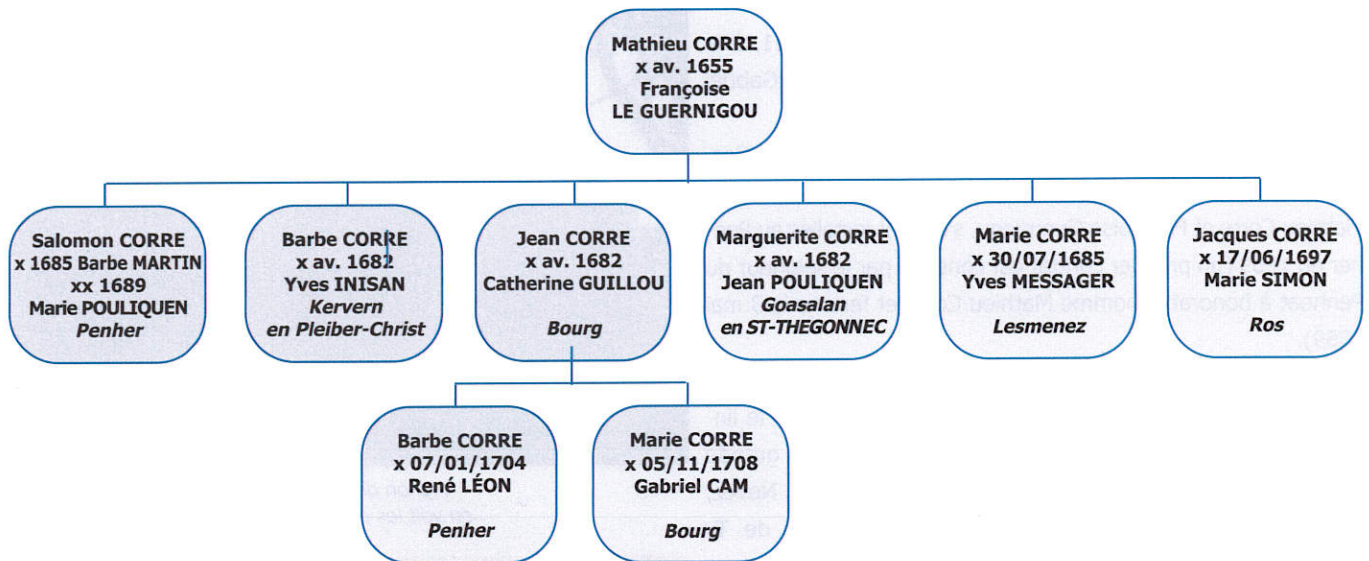 Mathieu CORRE
x av. 1655
Françoise
LE GUERNIGOU
Salomon CORRE
x 1685 Barbe MARTIN
xx 1689
Marie POULIQUEN
Penher
Barbe CORRE
x av. 1682
Yves INISAN
Kervern
en Pleiber-Christ
Jean CORRE
x av. 1682
Catherine GUILLOU
Bourg
Marguerite CORRE
x av. 1682
Jean POULIQUEN
Goasalan
en ST-THEGONNEC
Marie CORRE
x 30/07/1685
Yves MESSAGER
Lesmenez
Jacques CORRE
x 17/06/1697
Marie SIMON
Ros
Barbe CORRE
x 07/01/1704
René LÉON
Penher
Marie CORRE
x 05/11/1708
Gabriel CAM
Bourg